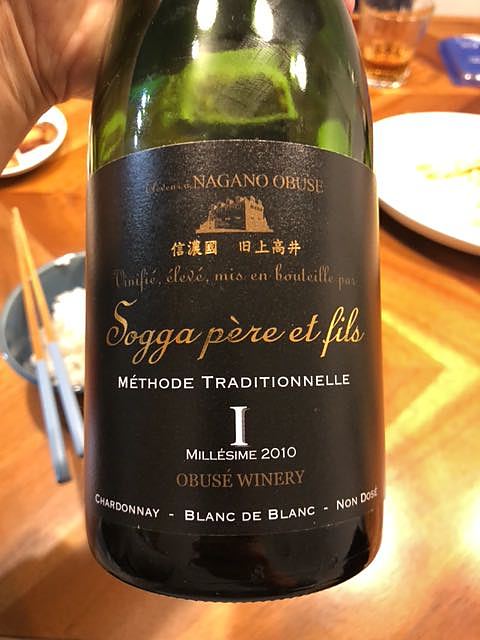 NAGANO OBUSE
信濃國 旧上高井
Vinifié, élevé, mis en bouteille par
Sogga père et fils
MÉTHODE TRADITIONNELLE
I
MILLÉSIME 2010
OBUSÉ WINERY
CHARDONNAY - BLANC DE BLANC - NON DOSÉ